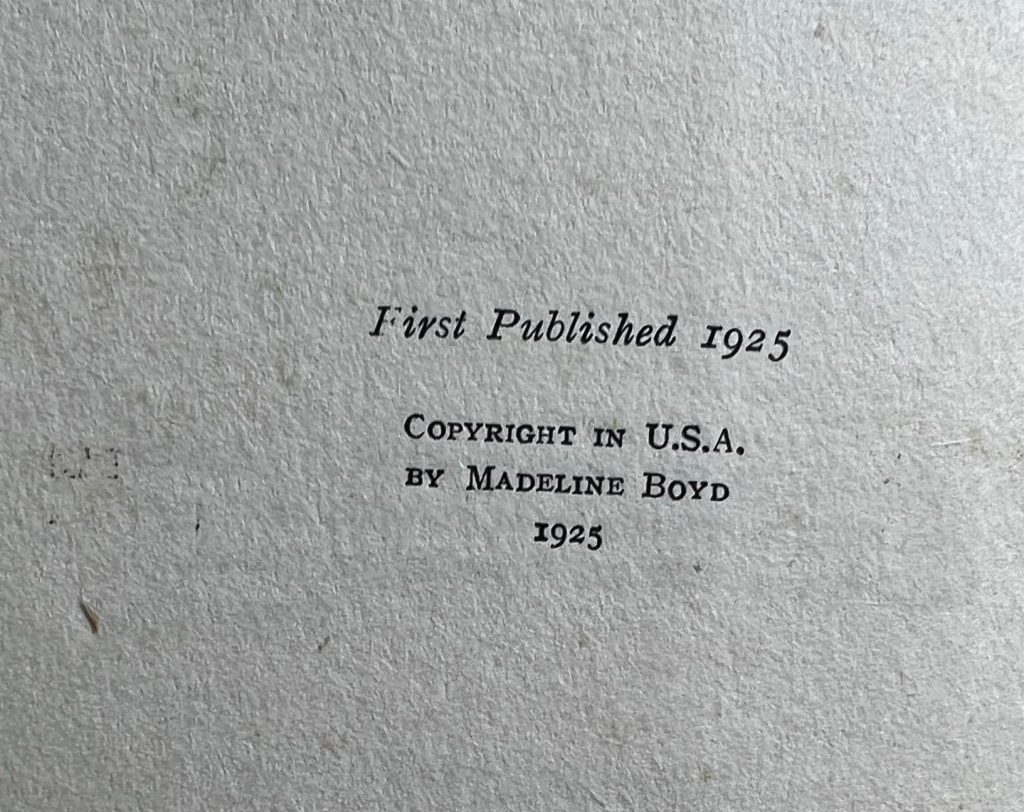 First Published 1925
COPYRIGHT IN U.S.A.
BY MADELINE BOYD
1925